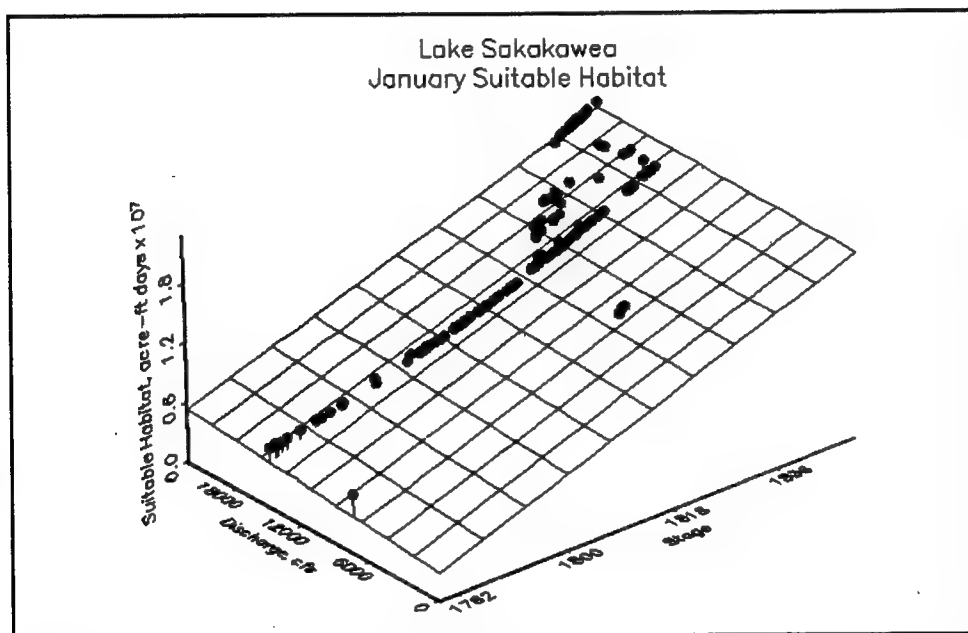 Lake Sakakawea
January Suitable Habitat
Suitable Habitat, acre-ft days x 10⁷
1.8
1.2
0.6
0.0
18000
12000
6000
0
Discharge, cfs
1782
1800
1818
1836
Stage